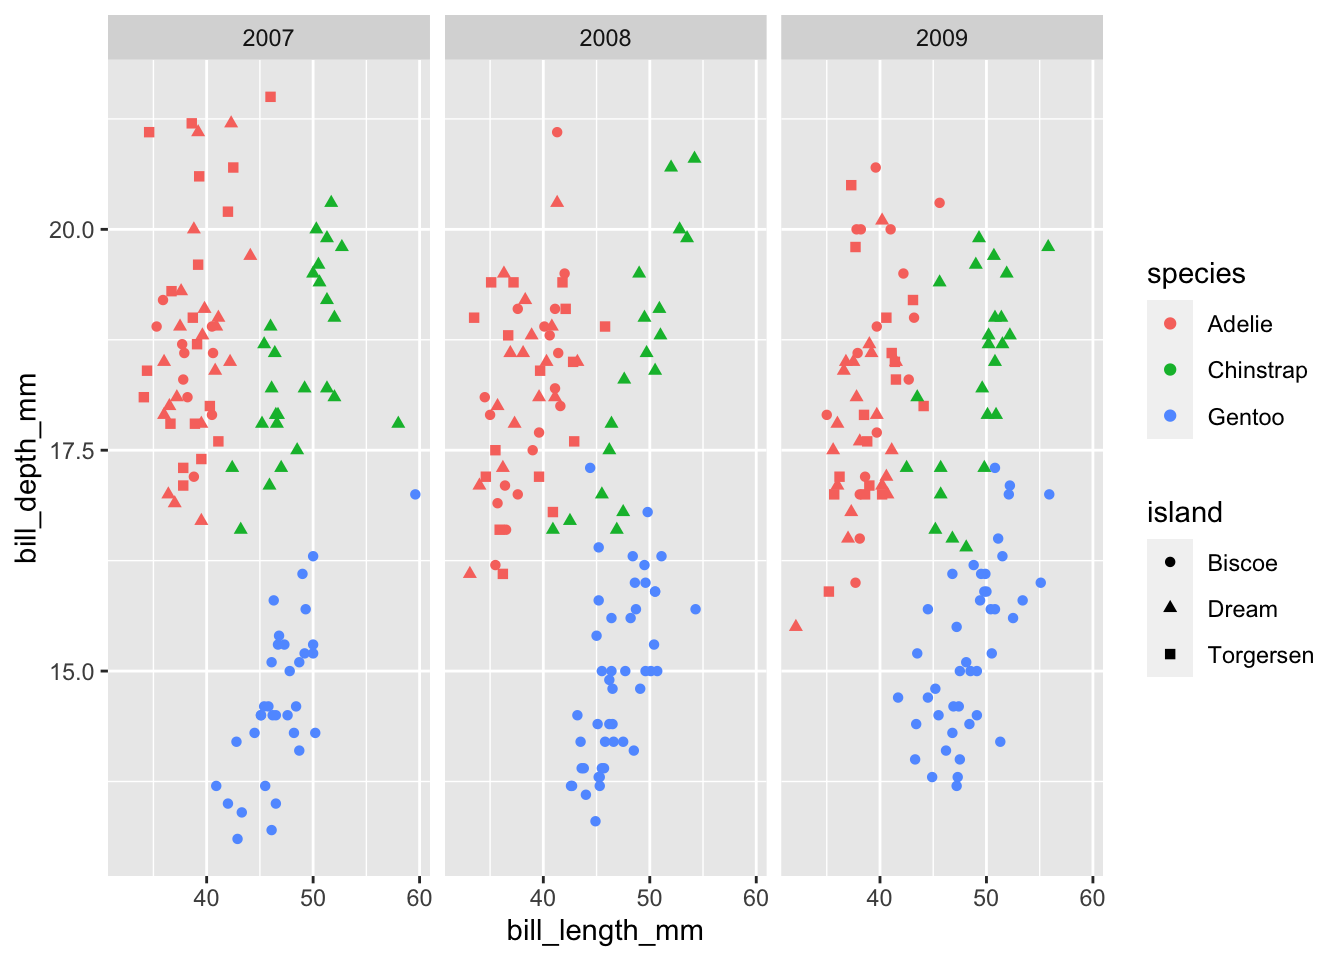 2007 2008 2009
20.0
17.5
15.0
bill_depth_mm
40 50 60 40 50 60 40 50 60
bill_length_mm
species
Adelie
Chinstrap
Gentoo
island
Biscoe
Dream
Torgersen